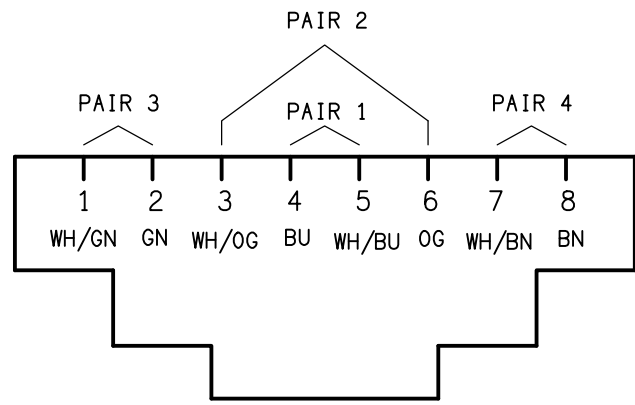 PAIR 2
PAIR 3 PAIR 1 PAIR 4
1 2 3 4 5 6 7 8
WH/GN GN WH/OG BU WH/BU OG WH/BN BN